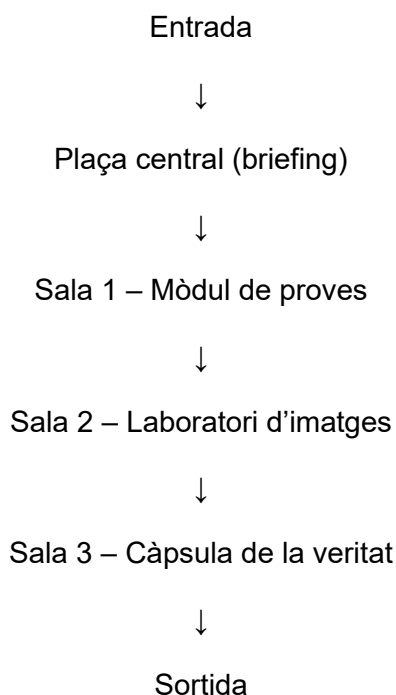 Entrada
↓
Plaça central (briefing)
↓
Sala 1 – Mòdul de proves
↓
Sala 2 – Laboratori d’imatges
↓
Sala 3 – Càpsula de la veritat
↓
Sortida